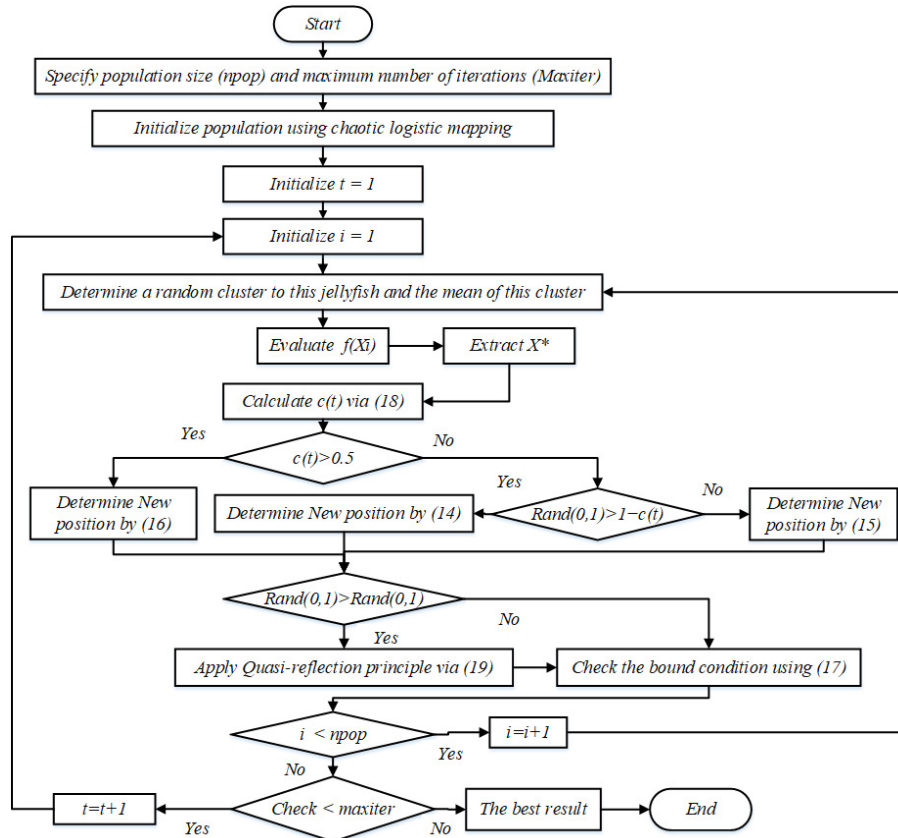 Start
Specify population size (npop) and maximum number of iterations (Maxiter)
Initialize population using chaotic logistic mapping
Initialize t = 1
Initialize i = 1
Determine a random cluster to this jellyfish and the mean of this cluster
Evaluate f(Xi)
Extract X*
Calculate c(t) via (18)
Yes
No
c(t)>0.5
Determine New
position by (16)
Determine New position by (14)
Yes
Rand(0,1)>1−c(t)
No
Determine New
position by (15)
Rand(0,1)>Rand(0,1)
No
Yes
Apply Quasi-reflection principle via (19)
Check the bound condition using (17)
i < npop
Yes
i=i+1
No
t=t+1
Yes
Check < maxiter
No
The best result
End